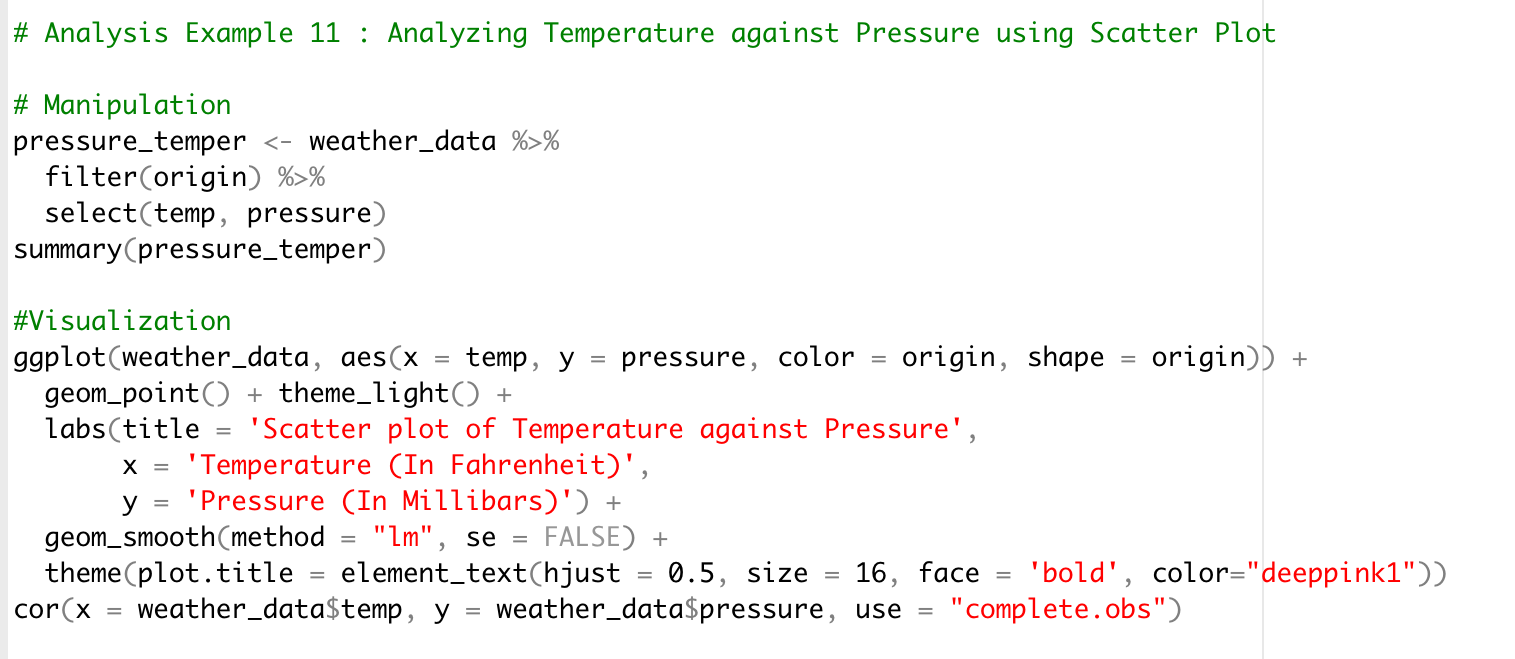 # Analysis Example 11 : Analyzing Temperature against Pressure using Scatter Plot
# Manipulation
pressure_temper <- weather_data %>%
  filter(origin) %>%
  select(temp, pressure)
summary(pressure_temper)
#Visualization
ggplot(weather_data, aes(x = temp, y = pressure, color = origin, shape = origin)) +
  geom_point() + theme_light() +
  labs(title = 'Scatter plot of Temperature against Pressure',
       x = 'Temperature (In Fahrenheit)',
       y = 'Pressure (In Millibars)') +
  geom_smooth(method = "lm", se = FALSE) +
  theme(plot.title = element_text(hjust = 0.5, size = 16, face = 'bold', color="deeppink1"))
cor(x = weather_data$temp, y = weather_data$pressure, use = "complete.obs")